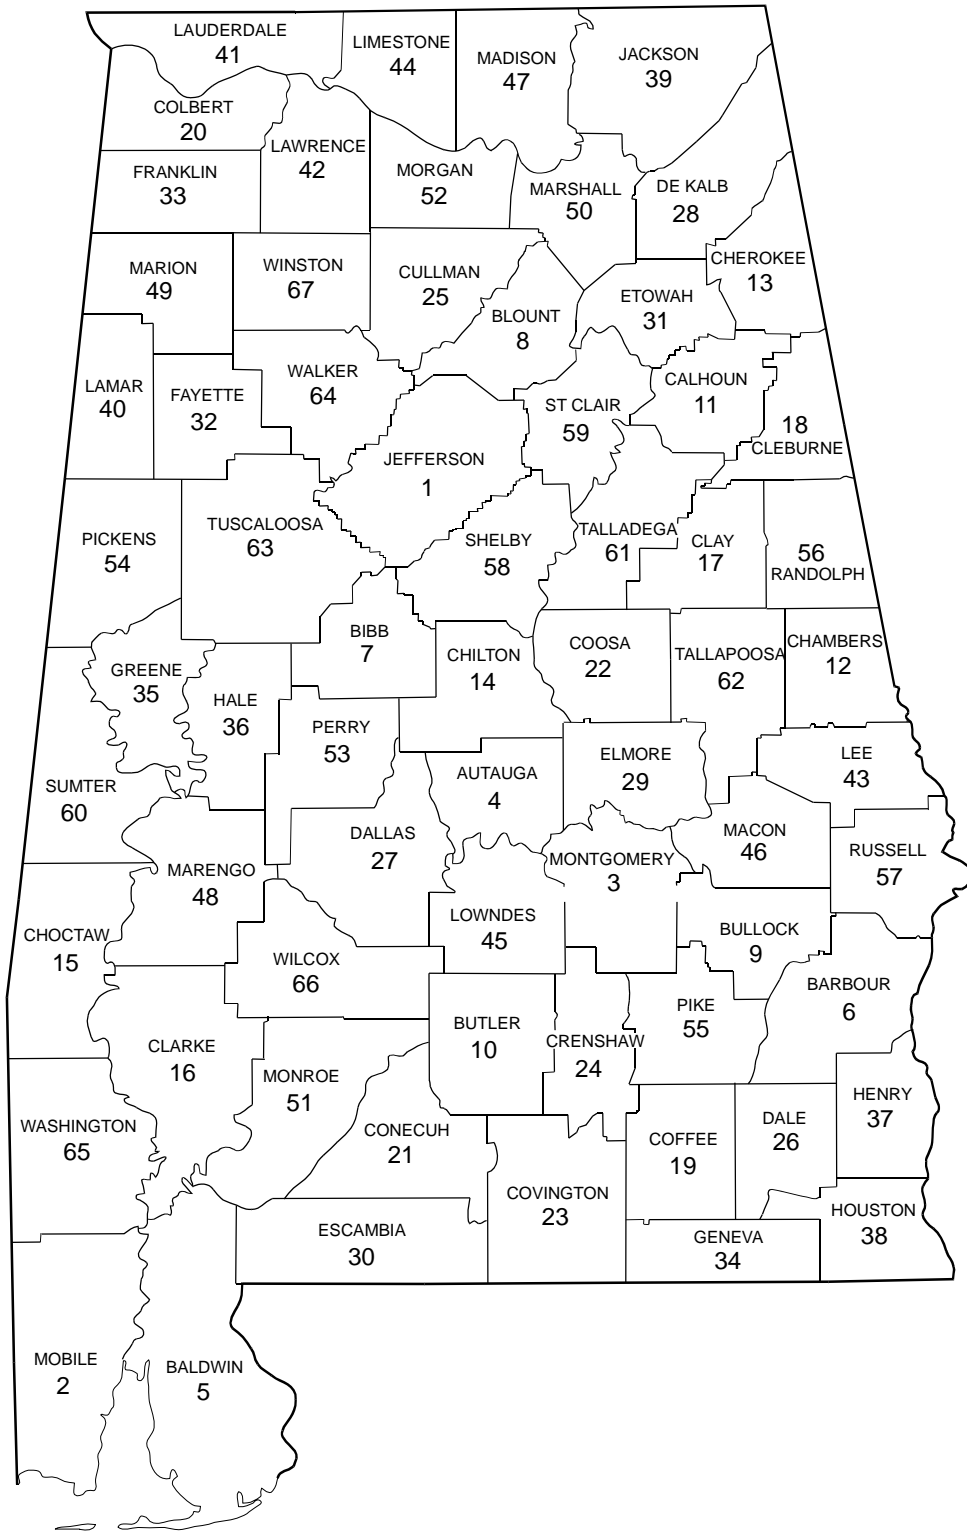 LAUDERDALE
41
LIMESTONE
44
MADISON
47
JACKSON
39
COLBERT
20
LAWRENCE
42
FRANKLIN
33
MORGAN
52
MARSHALL
50
DE KALB
28
CHEROKEE
13
MARION
49
WINSTON
67
CULLMAN
25
BLOUNT
8
ETOWAH
31
LAMAR
40
FAYETTE
32
WALKER
64
JEFFERSON
1
ST CLAIR
59
CALHOUN
11
18
CLEBURNE
PICKENS
54
TUSCALOOSA
63
SHELBY
58
TALLADEGA
61
CLAY
17
56
RANDOLPH
GREENE
35
HALE
36
BIBB
7
CHILTON
14
COOSA
22
TALLAPOOSA
62
CHAMBERS
12
SUMTER
60
PERRY
53
AUTAUGA
4
ELMORE
29
LEE
43
MARENGO
48
DALLAS
27
MONTGOMERY
3
MACON
46
RUSSELL
57
CHOCTAW
15
WILCOX
66
LOWNDES
45
BULLOCK
9
BARBOUR
6
CLARKE
16
MONROE
51
BUTLER
10
CRENSHAW
24
PIKE
55
HENRY
37
WASHINGTON
65
CONECUH
21
COVINGTON
23
COFFEE
19
DALE
26
HOUSTON
38
ESCAMBIA
30
GENEVA
34
MOBILE
2
BALDWIN
5